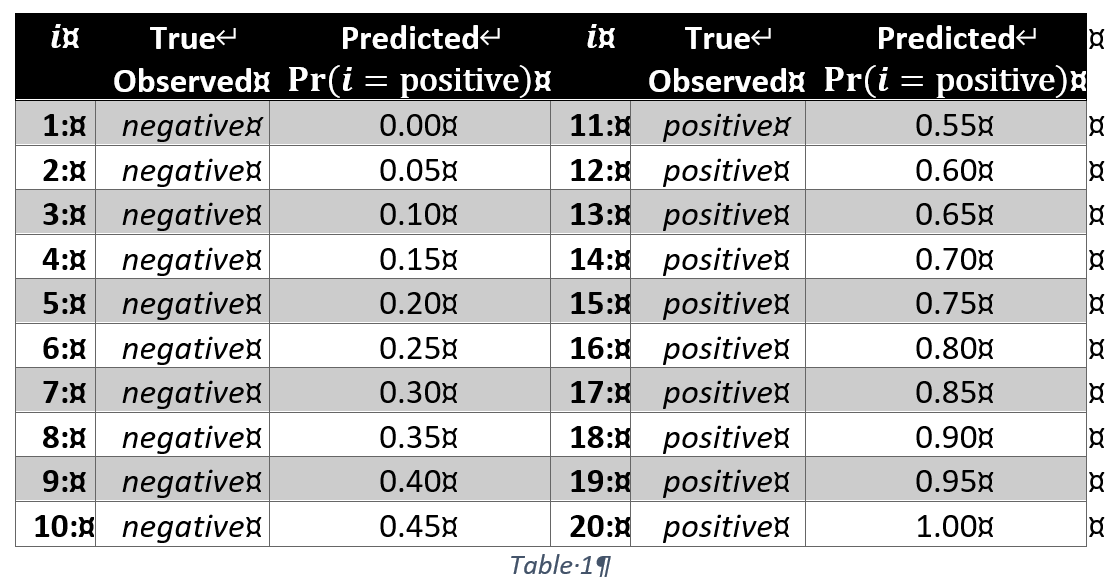 i¤ True↵ Predicted↵ i¤ True↵ Predicted↵ ¤
Observed¤ Pr(i = positive)¤ Observed¤ Pr(i = positive)¤
1:¤ negative¤ 0.00¤ 11:¤ positive¤ 0.55¤ ¤
2:¤ negative¤ 0.05¤ 12:¤ positive¤ 0.60¤ ¤
3:¤ negative¤ 0.10¤ 13:¤ positive¤ 0.65¤ ¤
4:¤ negative¤ 0.15¤ 14:¤ positive¤ 0.70¤ ¤
5:¤ negative¤ 0.20¤ 15:¤ positive¤ 0.75¤ ¤
6:¤ negative¤ 0.25¤ 16:¤ positive¤ 0.80¤ ¤
7:¤ negative¤ 0.30¤ 17:¤ positive¤ 0.85¤ ¤
8:¤ negative¤ 0.35¤ 18:¤ positive¤ 0.90¤ ¤
9:¤ negative¤ 0.40¤ 19:¤ positive¤ 0.95¤ ¤
10:¤ negative¤ 0.45¤ 20:¤ positive¤ 1.00¤ ¤
Table·1¶